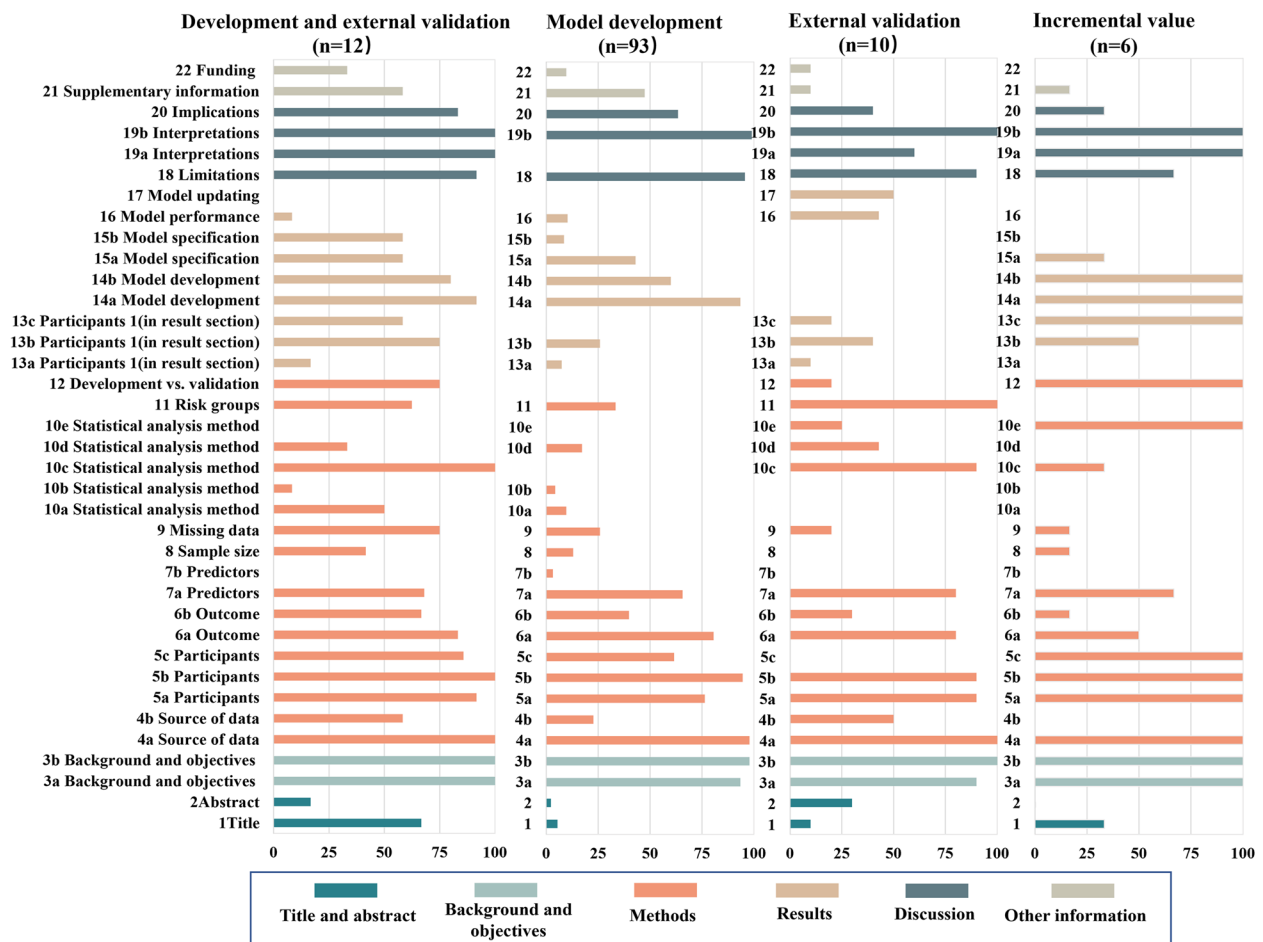 Development and external validation
(n=12)
Model development
(n=93)
External validation
(n=10)
Incremental value
(n=6)
22 Funding
21 Supplementary information
20 Implications
19b Interpretations
19a Interpretations
18 Limitations
17 Model updating
16 Model performance
15b Model specification
15a Model specification
14b Model development
14a Model development
13c Participants 1(in result section)
13b Participants 1(in result section)
13a Participants 1(in result section)
12 Development vs. validation
11 Risk groups
10e Statistical analysis method
10d Statistical analysis method
10c Statistical analysis method
10b Statistical analysis method
10a Statistical analysis method
9 Missing data
8 Sample size
7b Predictors
7a Predictors
6b Outcome
6a Outcome
5c Participants
5b Participants
5a Participants
4b Source of data
4a Source of data
3b Background and objectives
3a Background and objectives
2Abstract
1Title
0 25 50 75 100
22
21
20
19b
18
16
15b
15a
14b
14a
13b
13a
11
10e
10d
10b
10a
9
8
7b
7a
6b
6a
5c
5b
5a
4b
4a
3b
3a
2
1
0 25 50 75 100
22
21
20
19b
19a
18
17
16
13c
13b
13a
12
11
10e
10d
10c
9
8
7b
7a
6b
6a
5c
5b
5a
4b
4a
3b
3a
2
1
0 25 50 75 100
22
21
20
19b
19a
18
16
15b
15a
14b
14a
13c
13b
13a
12
10e
10d
10c
10b
10a
9
8
7b
7a
6b
6a
5c
5b
5a
4b
4a
3b
3a
2
1
0 25 50 75 100
Title and abstract
Background and
objectives
Methods
Results
Discussion
Other information